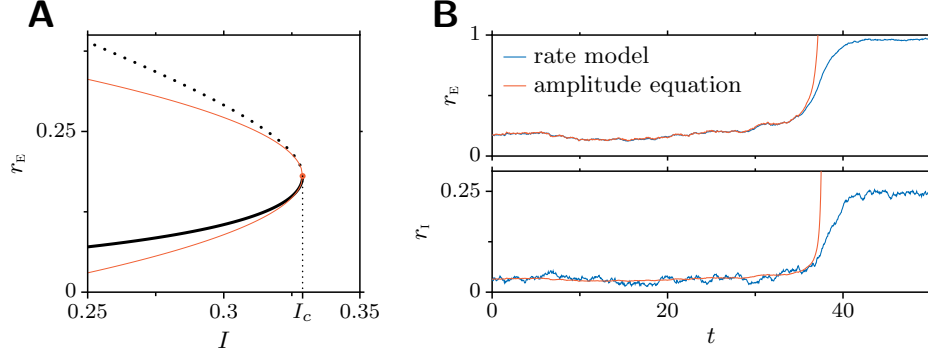 A
r_E
0.25
0
0.25
0.3
I_c
0.35
I
B
1
r_E
0
rate model
amplitude equation
0.25
r_I
0
0
20
40
t